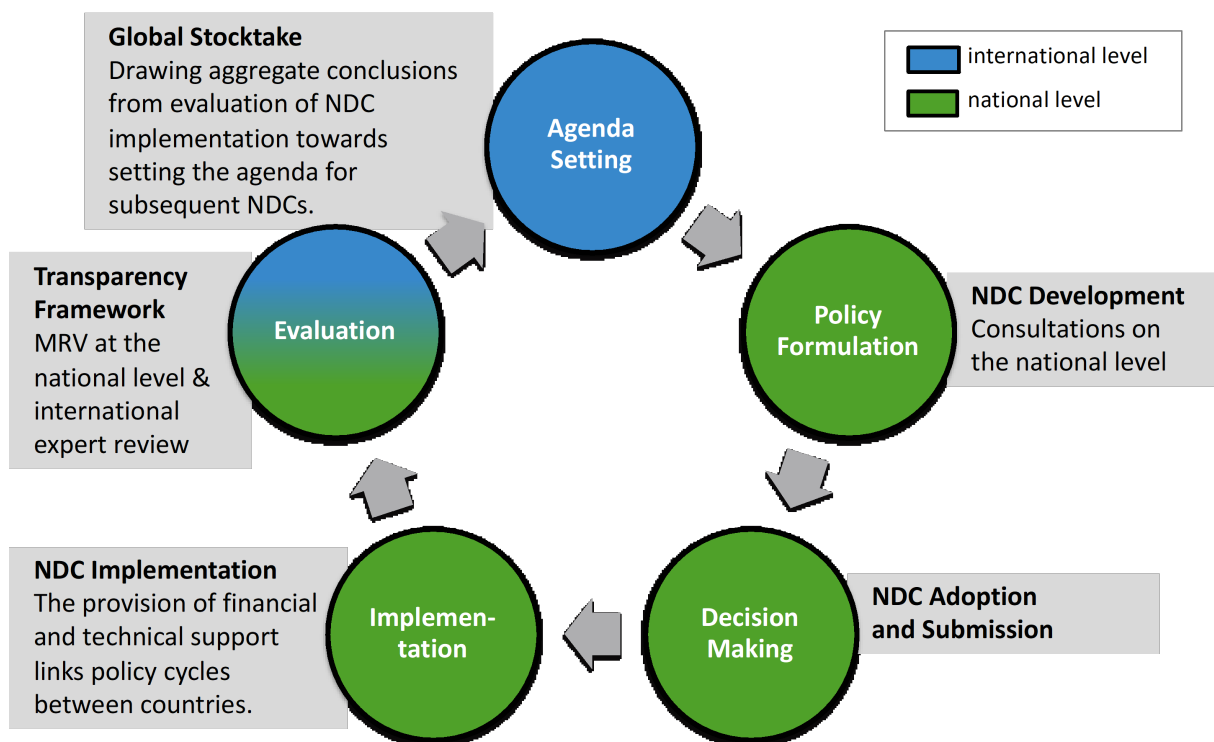 Global Stocktake
Drawing aggregate conclusions
from evaluation of NDC
implementation towards
setting the agenda for
subsequent NDCs.
Agenda
Setting
international level
national level
Transparency
Framework
MRV at the
national level &
international
expert review
Evaluation
Policy
Formulation
NDC Development
Consultations on
the national level
NDC Implementation
The provision of financial
and technical support
links policy cycles
between countries.
Implemen-
tation
Decision
Making
NDC Adoption
and Submission